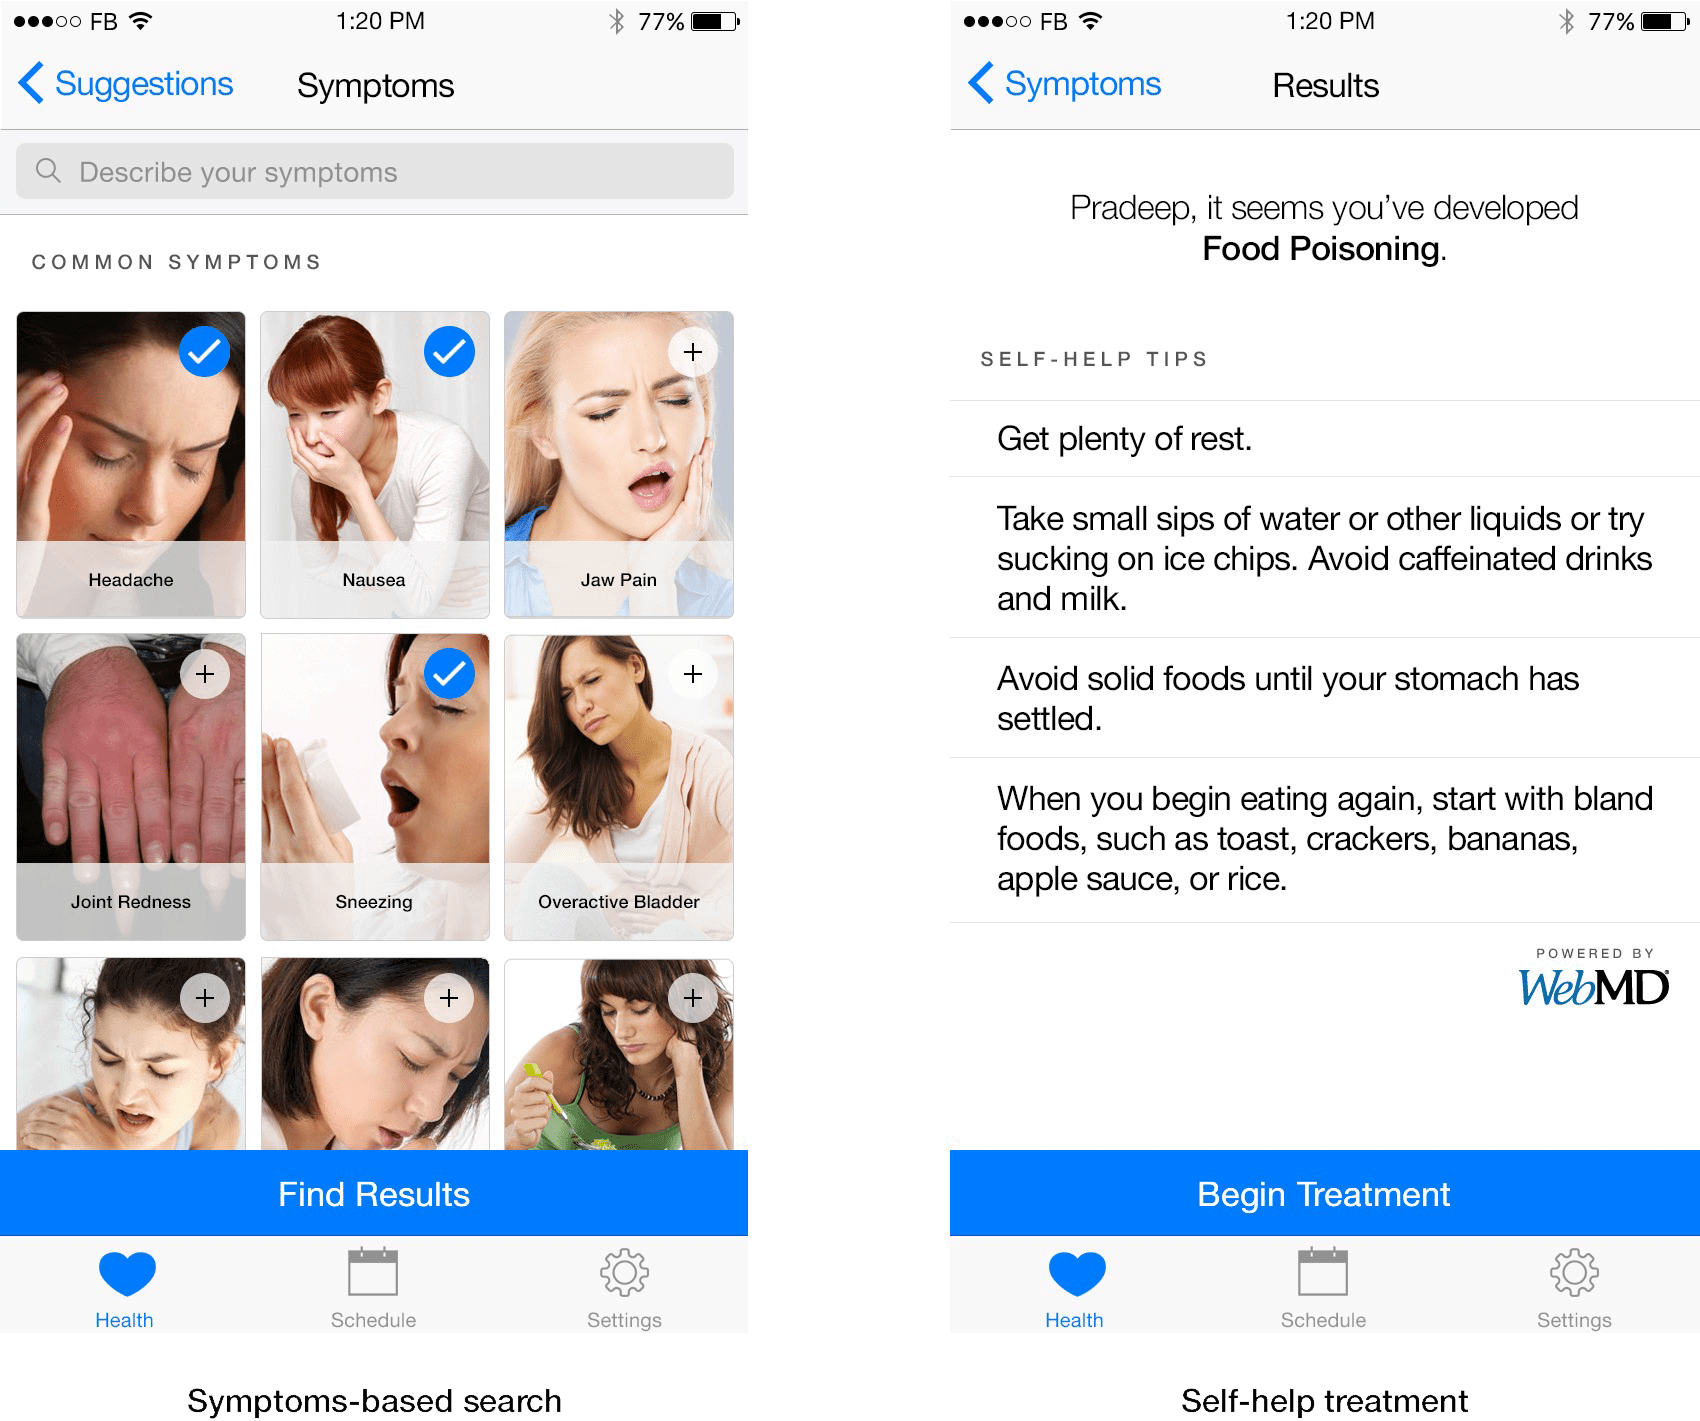 FB 1:20 PM 77%
Suggestions Symptoms
Describe your symptoms
COMMON SYMPTOMS
Headache
Nausea
Jaw Pain
Joint Redness
Sneezing
Overactive Bladder
Find Results
Health
Schedule
Settings
Symptoms-based search
FB 1:20 PM 77%
Symptoms Results
Pradeep, it seems you've developed
Food Poisoning.
SELF-HELP TIPS
Get plenty of rest.
Take small sips of water or other liquids or try
sucking on ice chips. Avoid caffeinated drinks
and milk.
Avoid solid foods until your stomach has
settled.
When you begin eating again, start with bland
foods, such as toast, crackers, bananas,
apple sauce, or rice.
POWERED BY
WebMD
Begin Treatment
Health
Schedule
Settings
Self-help treatment